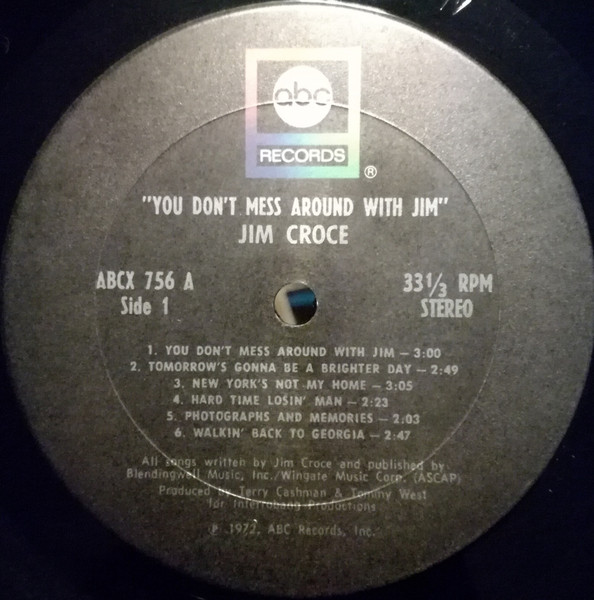 abc
RECORDS
®
"YOU DON'T MESS AROUND WITH JIM"
JIM CROCE
ABCX 756 A
Side 1
33 1/3 RPM
STEREO
1. YOU DON'T MESS AROUND WITH JIM — 3:00
2. TOMORROW'S GONNA BE A BRIGHTER DAY — 2:49
3. NEW YORK'S NOT MY HOME — 3:05
4. HARD TIME LOSIN' MAN — 2:23
5. PHOTOGRAPHS AND MEMORIES — 2:03
6. WALKIN' BACK TO GEORGIA — 2:47
All songs written by Jim Croce and published by
Blendingwell Music, Inc./Wingate Music Corp. (ASCAP)
Produced by Terry Cashman & Tommy West
for Interrobang Productions
℗ 1972, ABC Records, Inc.